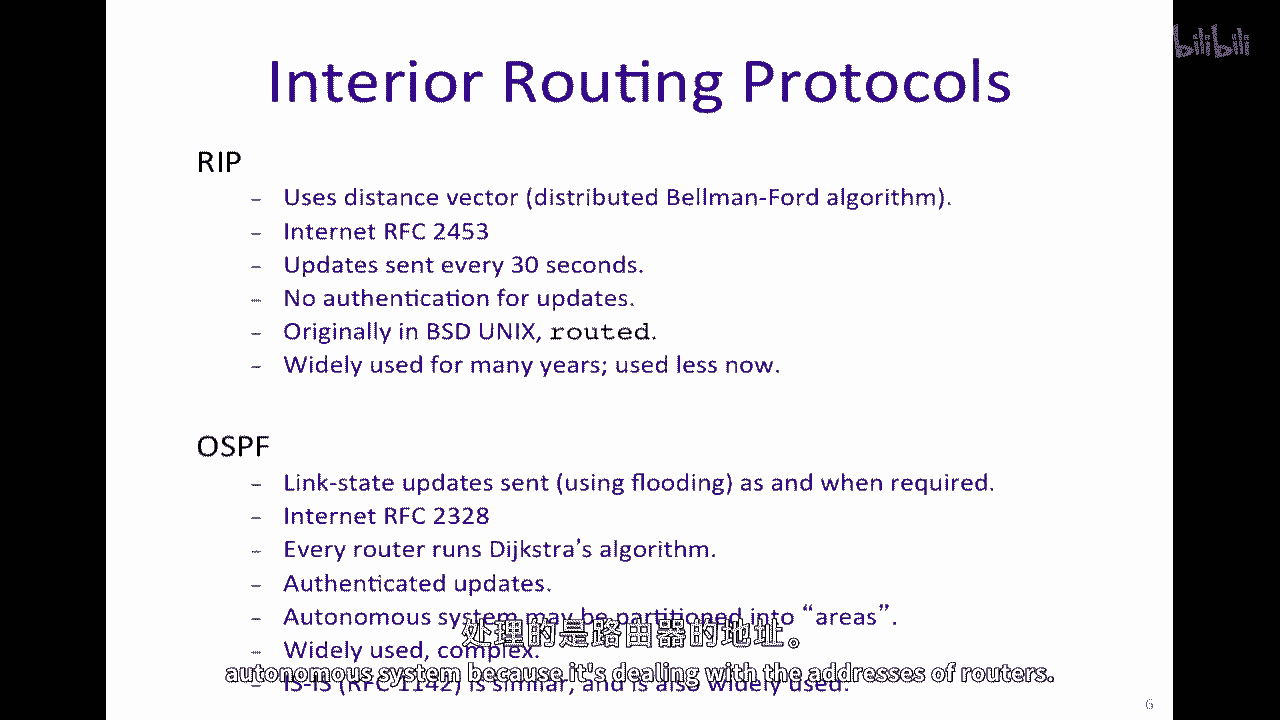 bilibili
Interior Routing Protocols
RIP
– Uses distance vector (distributed Bellman-Ford algorithm).
– Internet RFC 2453
– Updates sent every 30 seconds.
– No authentication for updates.
– Originally in BSD UNIX, routed.
– Widely used for many years; used less now.
OSPF
– Link-state updates sent (using flooding) as and when required.
– Internet RFC 2328
– Every router runs Dijkstra’s algorithm.
– Authenticated updates.
– Autonomous system may be partitioned into “areas”.
处理的是路由器的地址。
– Widely used, complex.
autonomous system because it's dealing with the addresses of routers.
– IS-IS (RFC 1142) is similar, and is also widely used.
6